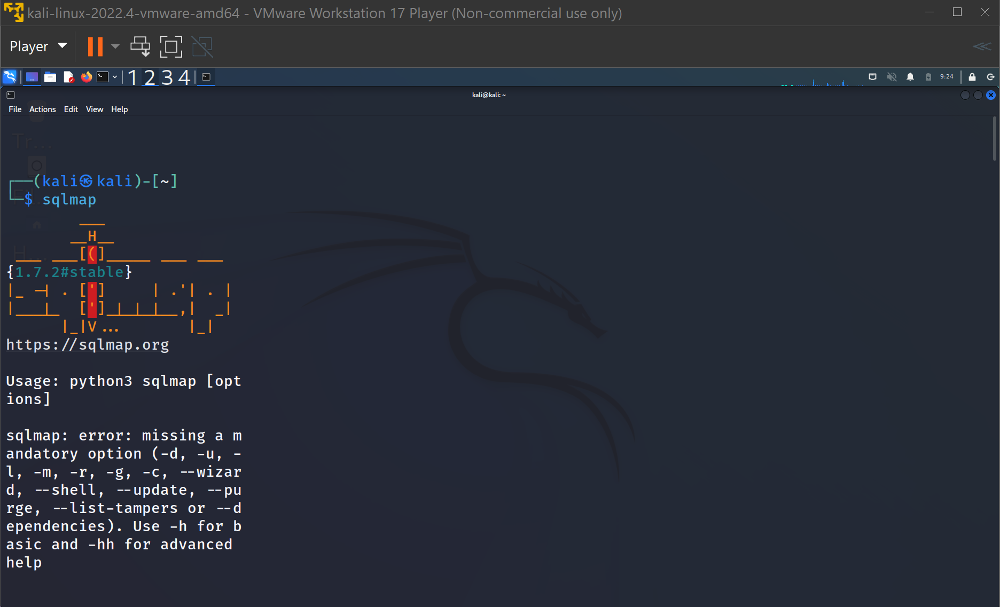 kali-linux-2022.4-vmware-amd64 - VMware Workstation 17 Player (Non-commercial use only)
Player
1 2 3 4
9:24
kali@kali: ~
File Actions Edit View Help
Tr...
H...
┌──(kali㉿kali)-[~]
└─$ sqlmap
        ___
       __H__
 ___ ___[(]_____ ___ ___
{1.7.2#stable}
|_ -| . [']     | .'| . |
|___|_  [']_|_|_|__,|  _|
      |_|V...       |_|
https://sqlmap.org
Usage: python3 sqlmap [opt
ions]
sqlmap: error: missing a m
andatory option (-d, -u, -
l, -m, -r, -g, -c, --wizar
d, --shell, --update, --pu
rge, --list-tampers or --d
ependencies). Use -h for b
asic and -hh for advanced
help